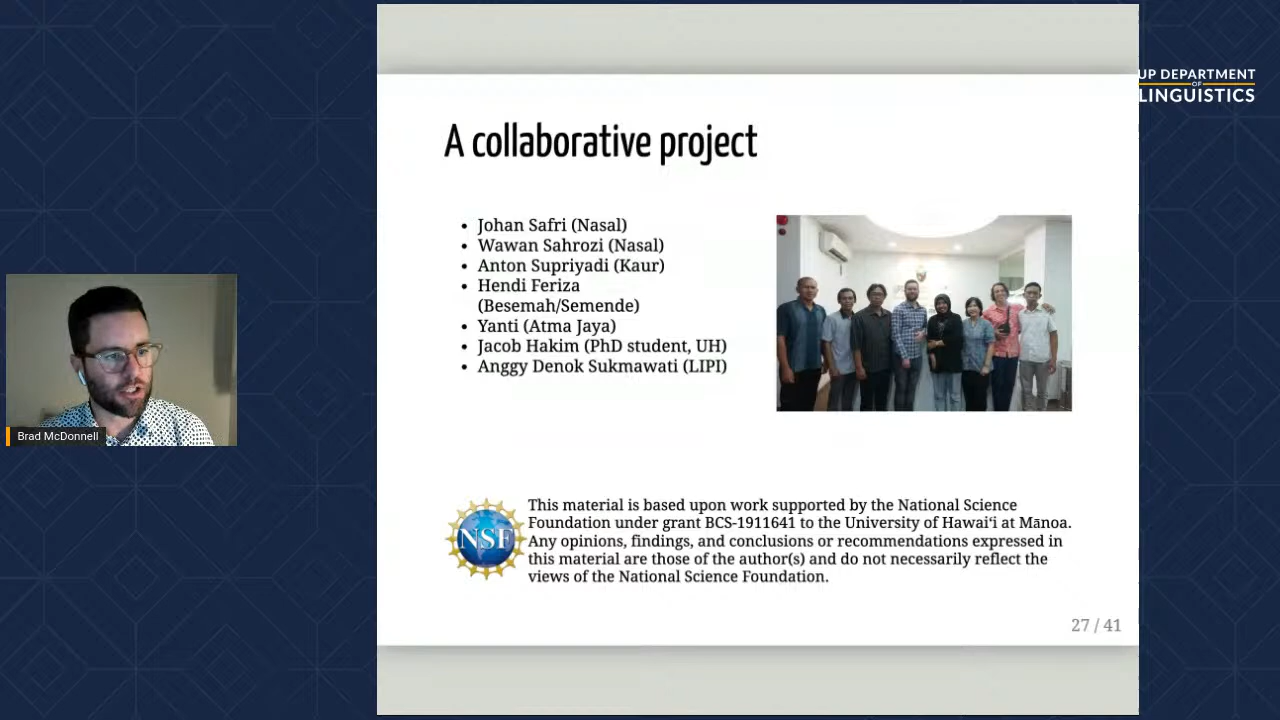 UP DEPARTMENT
OF
LINGUISTICS
A collaborative project
• Johan Safri (Nasal)
• Wawan Sahrozi (Nasal)
• Anton Supriyadi (Kaur)
• Hendi Feriza
(Besemah/Semende)
• Yanti (Atma Jaya)
• Jacob Hakim (PhD student, UH)
• Anggy Denok Sukmawati (LIPI)
Brad McDonnell
NSF
This material is based upon work supported by the National Science
Foundation under grant BCS-1911641 to the University of Hawaiʻi at Mānoa.
Any opinions, findings, and conclusions or recommendations expressed in
this material are those of the author(s) and do not necessarily reflect the
views of the National Science Foundation.
27 / 41